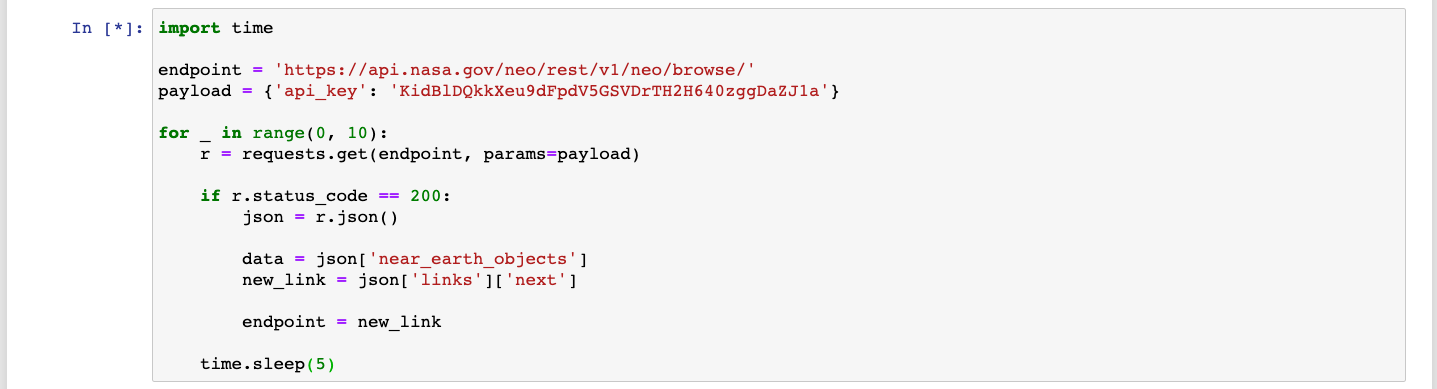 In [*]:
import time
endpoint = 'https://api.nasa.gov/neo/rest/v1/neo/browse/'
payload = {'api_key': 'KidBlDQkkXeu9dFpdV5GSVDrTH2H640zggDaZJ1a'}
for _ in range(0, 10):
    r = requests.get(endpoint, params=payload)
    if r.status_code == 200:
        json = r.json()
        data = json['near_earth_objects']
        new_link = json['links']['next']
        endpoint = new_link
    time.sleep(5)